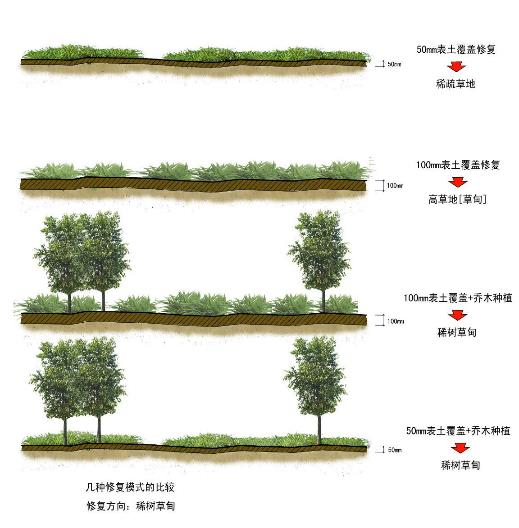 50mm表土覆盖修复
50mm
稀疏草地
100mm表土覆盖修复
100mm
高草地[草甸]
100mm表土覆盖+乔木种植
100mm
稀树草甸
50mm表土覆盖+乔木种植
50mm
稀树草甸
几种修复模式的比较
修复方向：稀树草甸